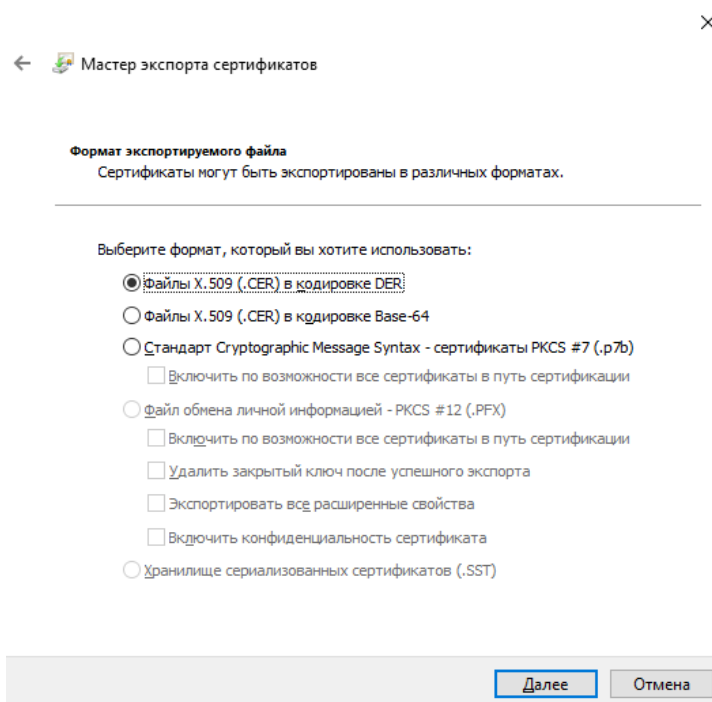 Мастер экспорта сертификатов
Формат экспортируемого файла
Сертификаты могут быть экспортированы в различных форматах.
Выберите формат, который вы хотите использовать:
Файлы X.509 (.CER) в кодировке DER
Файлы X.509 (.CER) в кодировке Base-64
Стандарт Cryptographic Message Syntax - сертификаты PKCS #7 (.p7b)
Включить по возможности все сертификаты в путь сертификации
Файл обмена личной информацией - PKCS #12 (.PFX)
Включить по возможности все сертификаты в путь сертификации
Удалить закрытый ключ после успешного экспорта
Экспортировать все расширенные свойства
Включить конфиденциальность сертификата
Хранилище сериализованных сертификатов (.SST)
Далее
Отмена